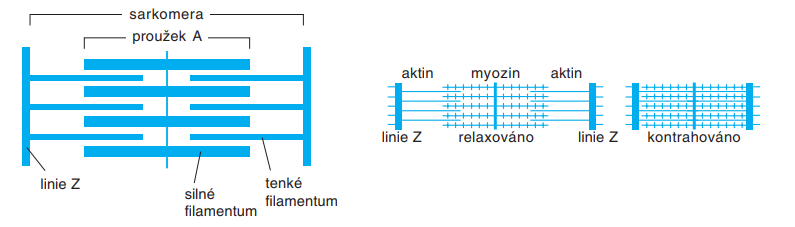 sarkomera
proužek A
linie Z
silné
filamentum
tenké
filamentum
aktin myozin aktin
linie Z relaxováno linie Z kontrahováno